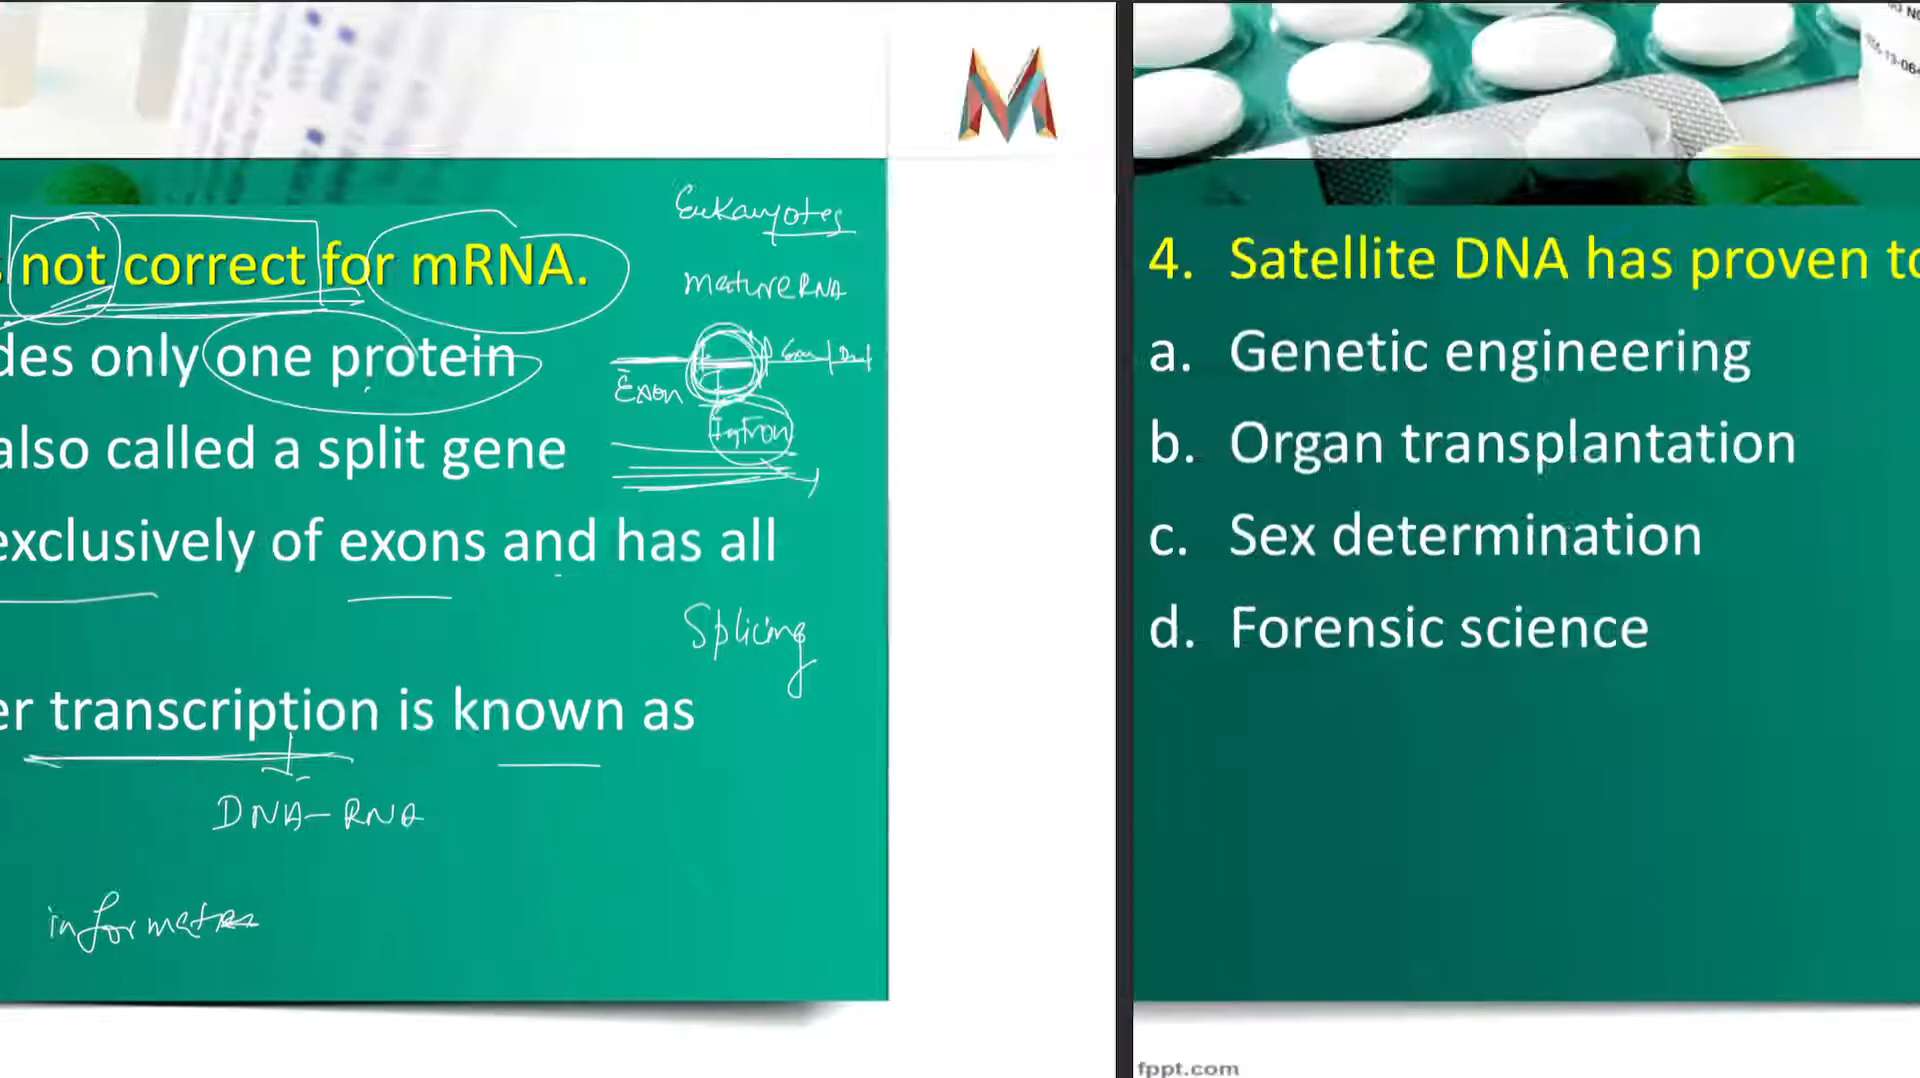 not correct for mRNA.
des only one protein
also called a split gene
exclusively of exons and has all
er transcription is known as
Eukaryotes
mature RNA
Exon
Intron
Splicing
DNA - RNA
4. Satellite DNA has proven to
a. Genetic engineering
b. Organ transplantation
c. Sex determination
d. Forensic science
fppt.com